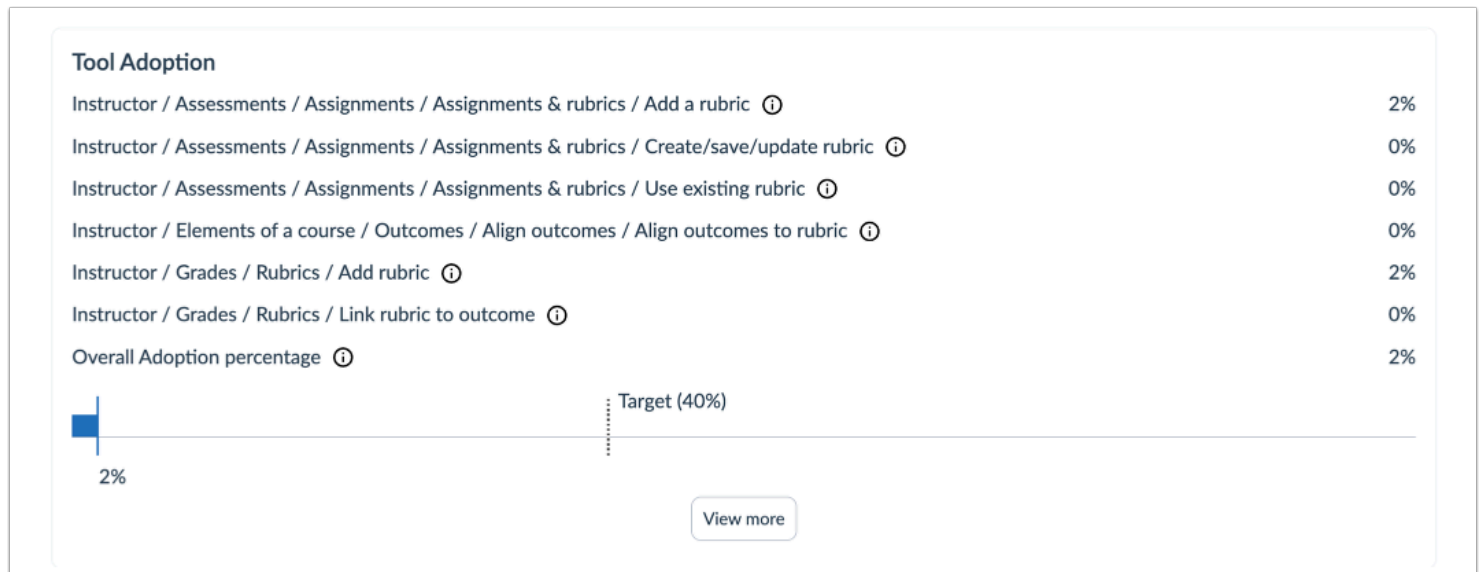 Tool Adoption
Instructor / Assessments / Assignments / Assignments & rubrics / Add a rubric 2%
Instructor / Assessments / Assignments / Assignments & rubrics / Create/save/update rubric 0%
Instructor / Assessments / Assignments / Assignments & rubrics / Use existing rubric 0%
Instructor / Elements of a course / Outcomes / Align outcomes / Align outcomes to rubric 0%
Instructor / Grades / Rubrics / Add rubric 2%
Instructor / Grades / Rubrics / Link rubric to outcome 0%
Overall Adoption percentage 2%
Target (40%)
2%
View more